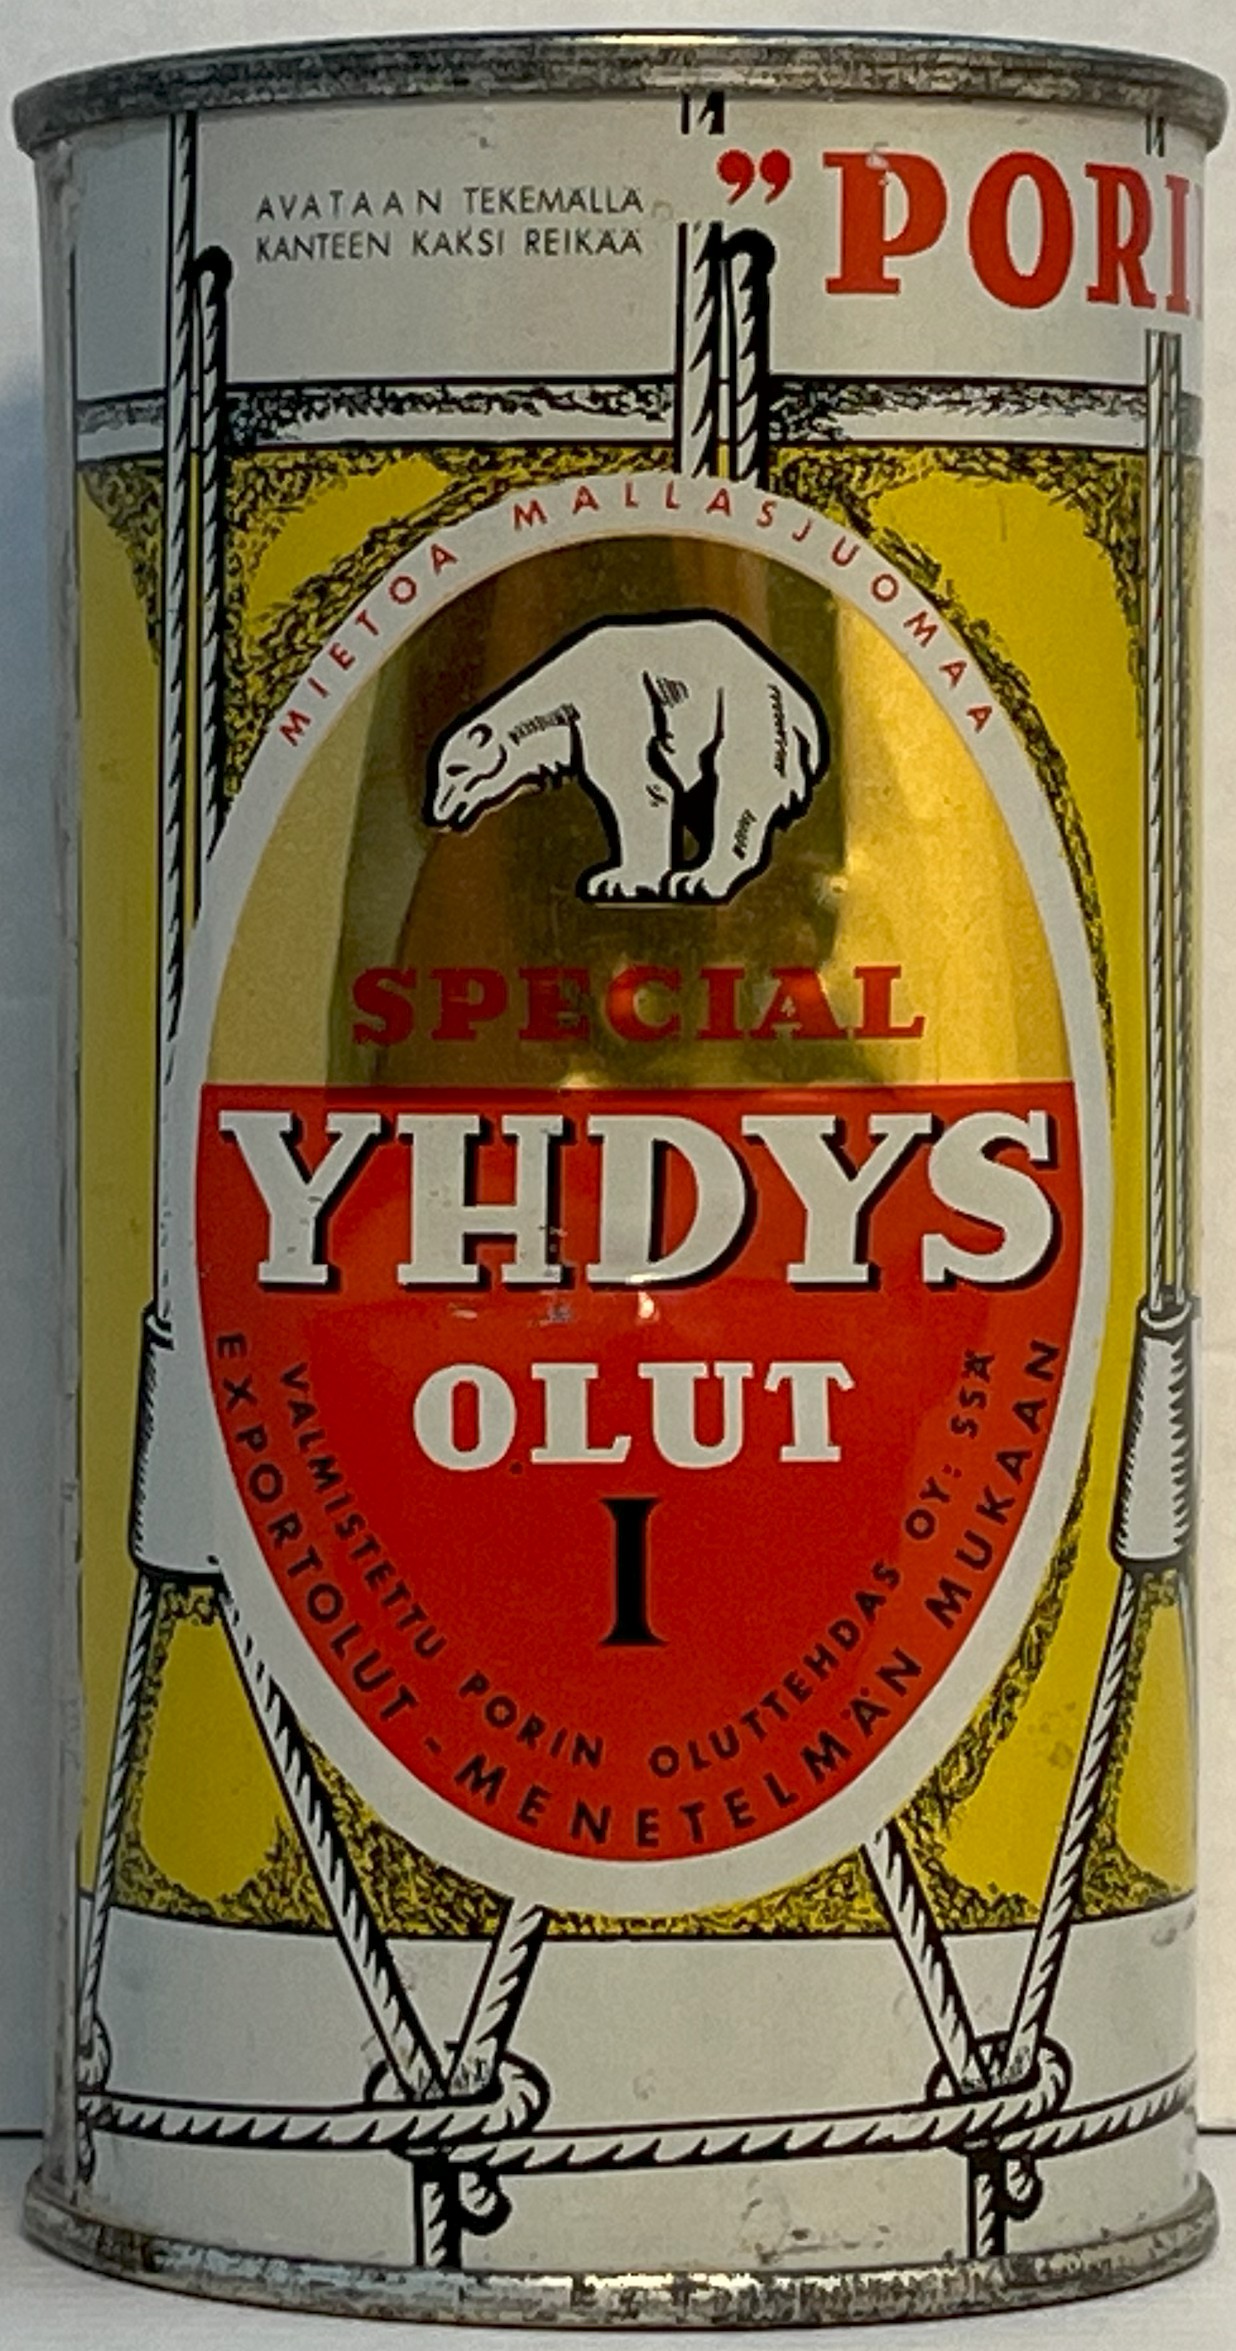 AVATAAN TEKEMÄLLÄ
KANTEEN KAKSI REIKÄÄ
”PORI
MIETOA MALLASJUOMAA
SPECIAL
YHDYS
OLUT
I
VALMISTETTU PORIN OLUTTEHDAS OY: SSÄ
EXPORTOLUT - MENETELMÄN MUKAAN